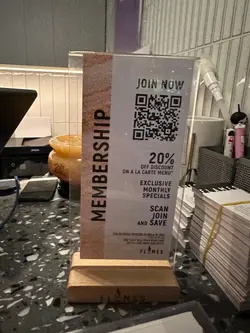 MEMBERSHIP
JOIN NOW
20%
OFF DISCOUNT
ON A LA CARTE MENU*
EXCLUSIVE
MONTHLY
SPECIALS
SCAN
JOIN
AND SAVE